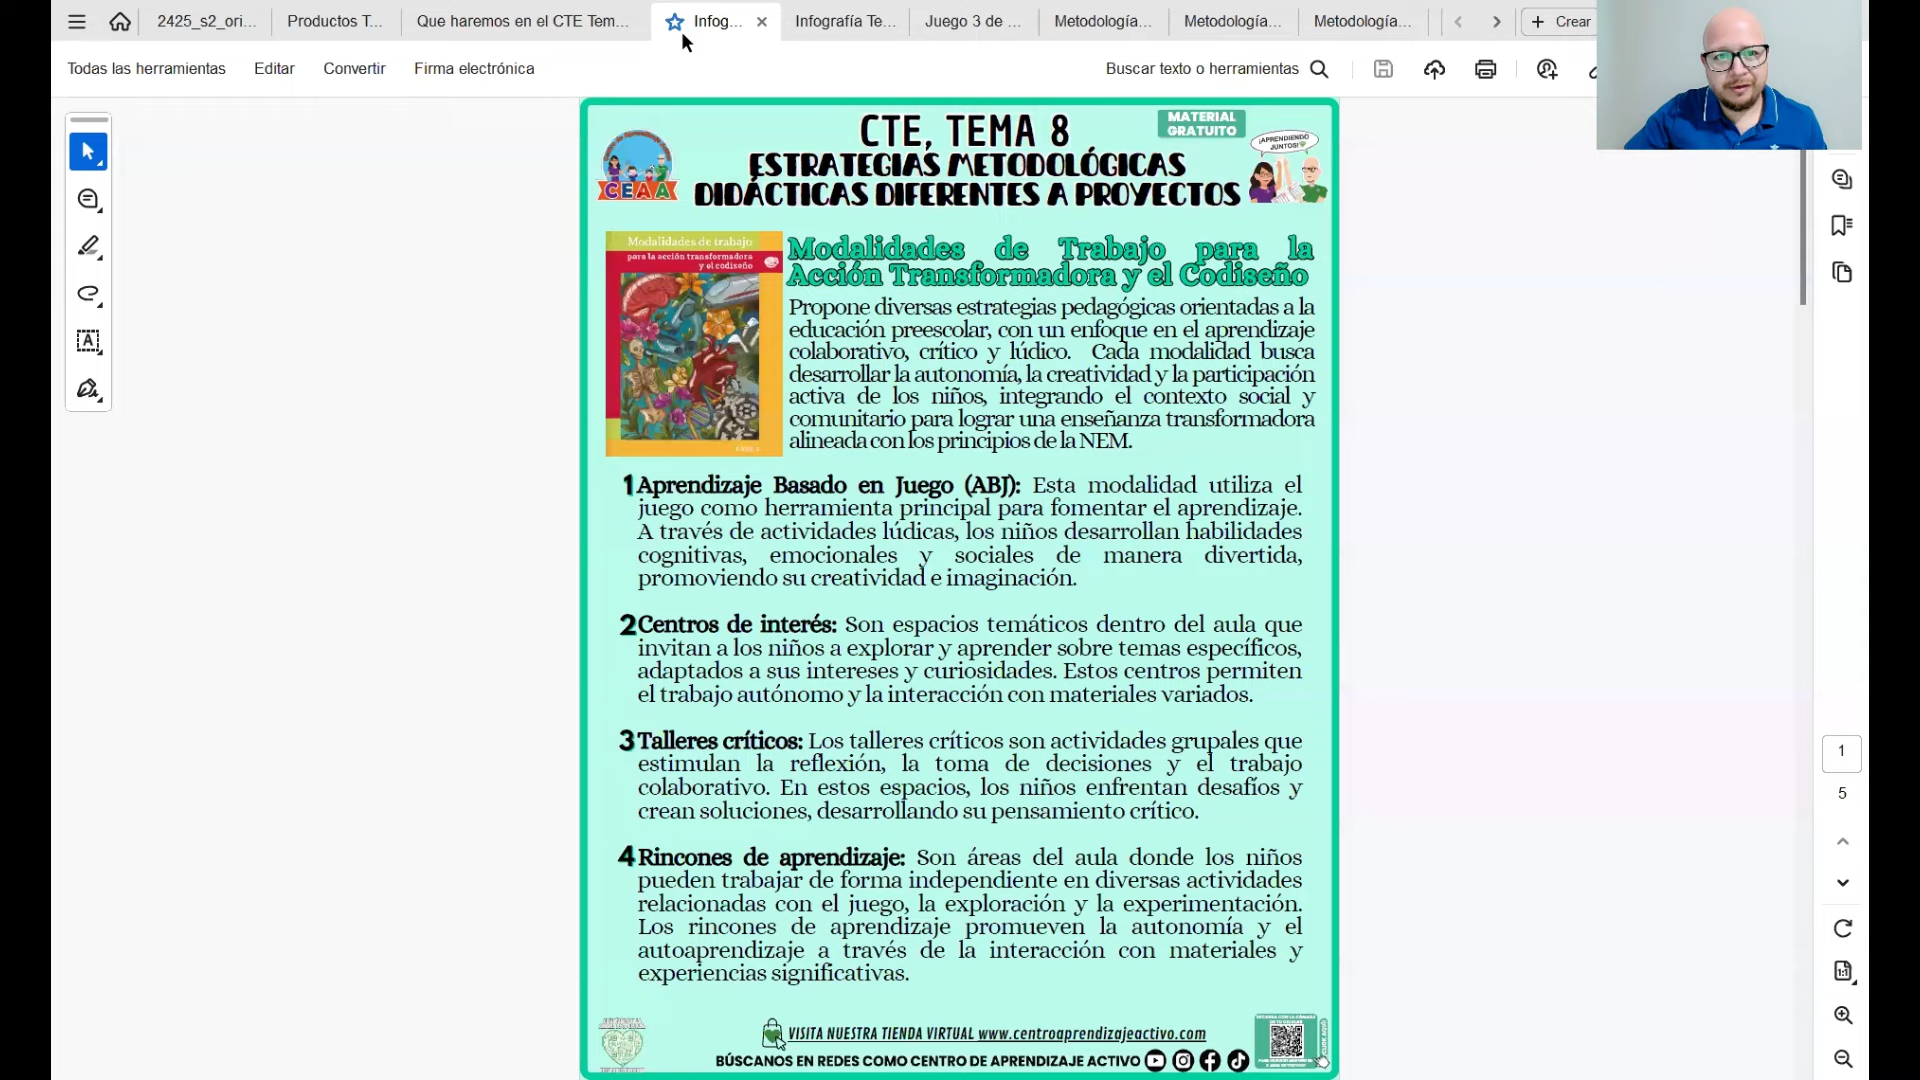 2425_s2_ori...
Productos T...
Que haremos en el CTE Tem...
Infog...
Infografía Te...
Juego 3 de ...
Metodología...
Metodología...
Metodología...
Crear
Todas las herramientas
Editar
Convertir
Firma electrónica
Buscar texto o herramientas
CTE, TEMA 8
MATERIAL
GRATUITO
ESTRATEGIAS METODOLÓGICAS
DIDÁCTICAS DIFERENTES A PROYECTOS
CEAA
¡APRENDIENDO
JUNTOS!
Modalidades de trabajo
para la acción transformadora
y el codiseño
Modalidades de Trabajo para la
Acción Transformadora y el Codiseño
Propone diversas estrategias pedagógicas orientadas a la
educación preescolar, con un enfoque en el aprendizaje
colaborativo, crítico y lúdico. Cada modalidad busca
desarrollar la autonomía, la creatividad y la participación
activa de los niños, integrando el contexto social y
comunitario para lograr una enseñanza transformadora
alineada con los principios de la NEM.
1 Aprendizaje Basado en Juego (ABJ): Esta modalidad utiliza el
juego como herramienta principal para fomentar el aprendizaje.
A través de actividades lúdicas, los niños desarrollan habilidades
cognitivas, emocionales y sociales de manera divertida,
promoviendo su creatividad e imaginación.
2 Centros de interés: Son espacios temáticos dentro del aula que
invitan a los niños a explorar y aprender sobre temas específicos,
adaptados a sus intereses y curiosidades. Estos centros permiten
el trabajo autónomo y la interacción con materiales variados.
3 Talleres críticos: Los talleres críticos son actividades grupales que
estimulan la reflexión, la toma de decisiones y el trabajo
colaborativo. En estos espacios, los niños enfrentan desafíos y
crean soluciones, desarrollando su pensamiento crítico.
4 Rincones de aprendizaje: Son áreas del aula donde los niños
pueden trabajar de forma independiente en diversas actividades
relacionadas con el juego, la exploración y la experimentación.
Los rincones de aprendizaje promueven la autonomía y el
autoaprendizaje a través de la interacción con materiales y
experiencias significativas.
VISITA NUESTRA TIENDA VIRTUAL www.centroaprendizajeactivo.com
BÚSCANOS EN REDES COMO CENTRO DE APRENDIZAJE ACTIVO
1
5